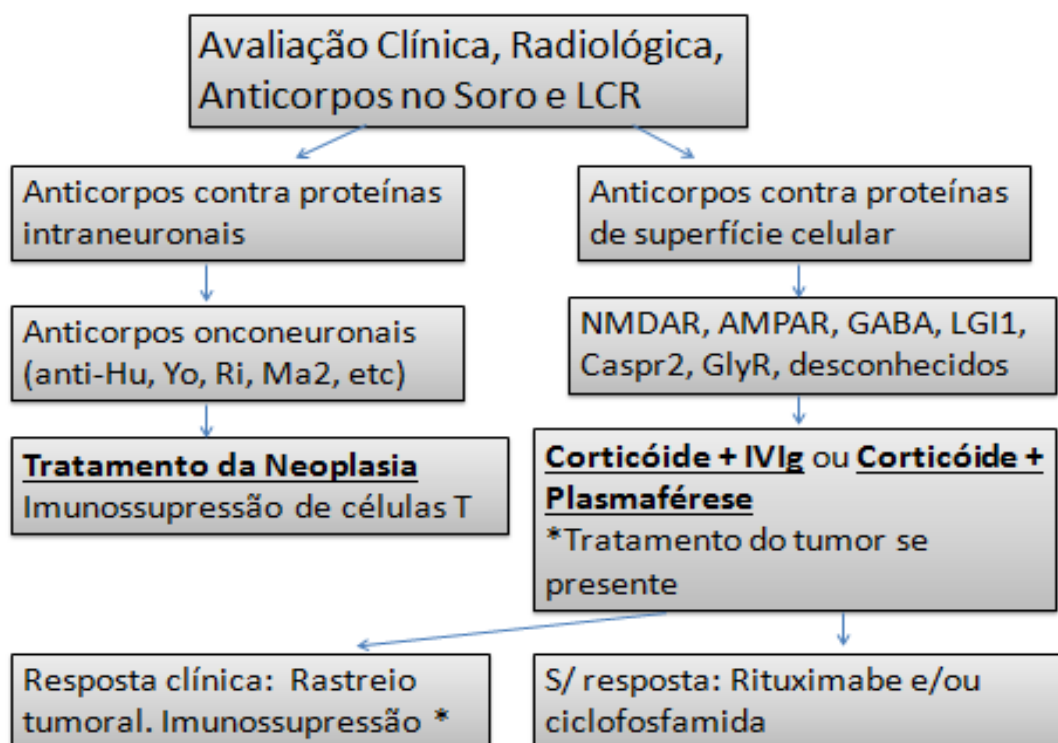 Avaliação Clínica, Radiológica,
Anticorpos no Soro e LCR
Anticorpos contra proteínas
intraneuronais
Anticorpos contra proteínas
de superfície celular
Anticorpos onconeuronais
(anti-Hu, Yo, Ri, Ma2, etc)
NMDAR, AMPAR, GABA, LGI1,
Caspr2, GlyR, desconhecidos
Tratamento da Neoplasia
Imunossupressão de células T
Corticóide + IVIg ou Corticóide +
Plasmaférese
*Tratamento do tumor se
presente
Resposta clínica: Rastreio
tumoral. Imunossupressão *
S/ resposta: Rituximabe e/ou
ciclofosfamida